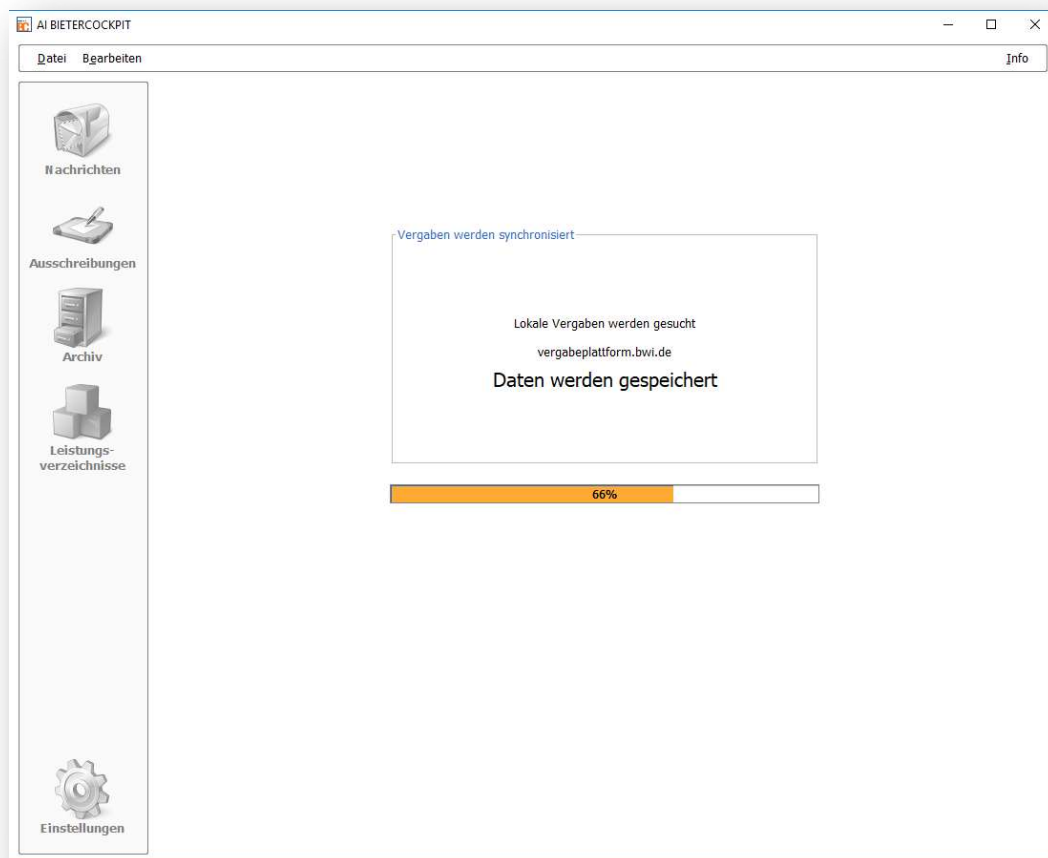 AI BIETERCOCKPIT
Datei Bearbeiten Info
Nachrichten
Ausschreibungen
Archiv
Leistungs-
verzeichnisse
Einstellungen
Vergaben werden synchronisiert
Lokale Vergaben werden gesucht
vergabeplattform.bwi.de
Daten werden gespeichert
66%